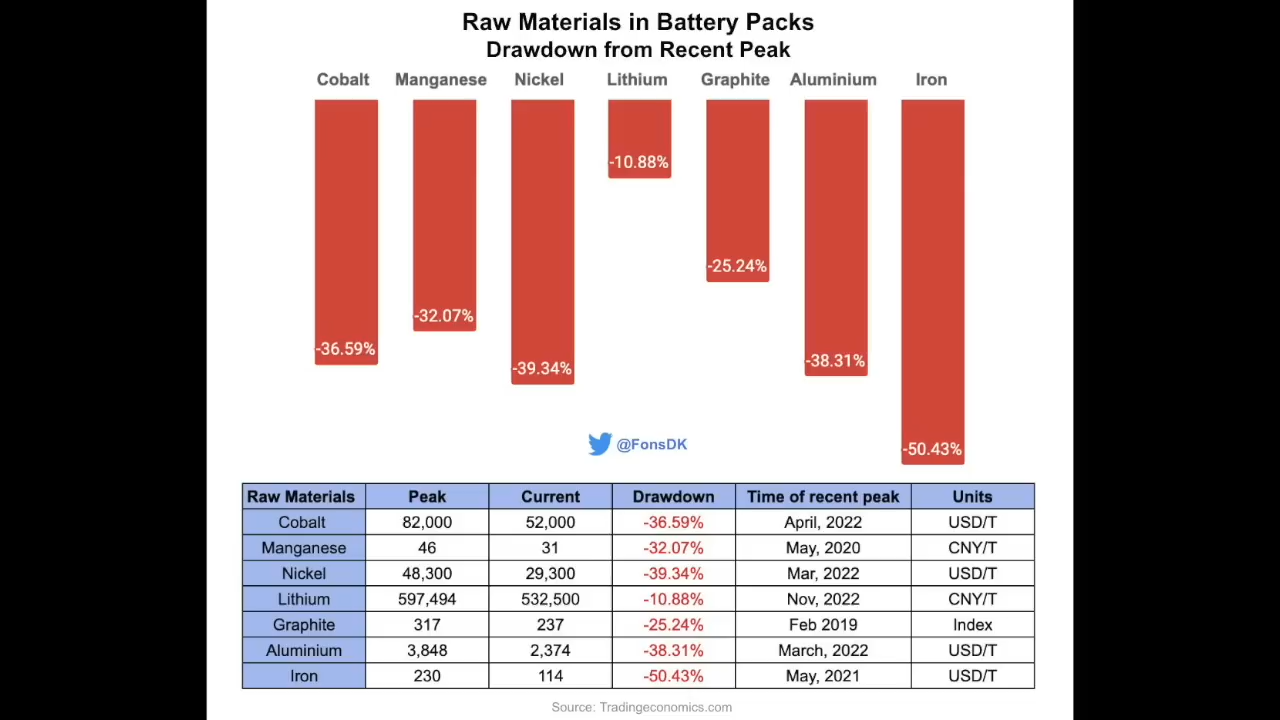 Raw Materials in Battery Packs
Drawdown from Recent Peak
Cobalt Manganese Nickel Lithium Graphite Aluminium Iron
-10.88%
-25.24%
-32.07%
-36.59%
-38.31%
-39.34%
@FonsDK
-50.43%
Raw Materials Peak Current Drawdown Time of recent peak Units
Cobalt 82,000 52,000 -36.59% April, 2022 USD/T
Manganese 46 31 -32.07% May, 2020 CNY/T
Nickel 48,300 29,300 -39.34% Mar, 2022 USD/T
Lithium 597,494 532,500 -10.88% Nov, 2022 CNY/T
Graphite 317 237 -25.24% Feb 2019 Index
Aluminium 3,848 2,374 -38.31% March, 2022 USD/T
Iron 230 114 -50.43% May, 2021 USD/T
Source: Tradingeconomics.com